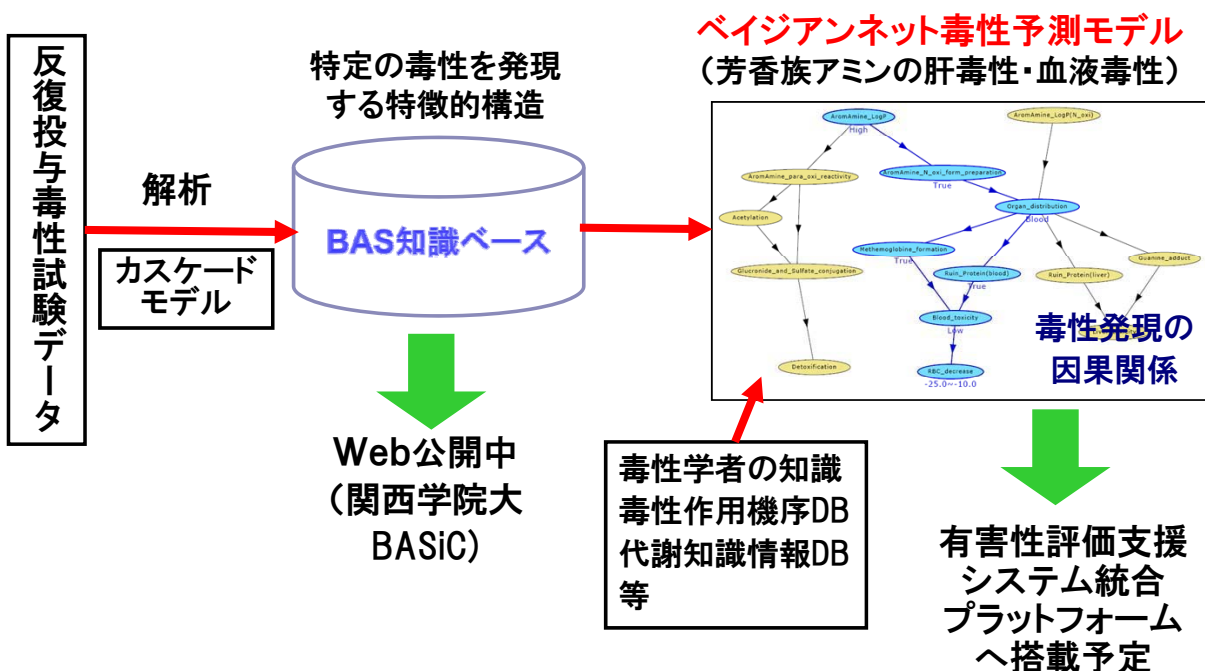 反復投与毒性試験データ
解析
カスケード
モデル
特定の毒性を発現
する特徴的構造
BAS知識ベース
Web公開中
（関西学院大
BASiC）
ベイジアンネット毒性予測モデル
（芳香族アミンの肝毒性・血液毒性）
AromAmine_LogP
High
AromAmine_LogP(N_oxi)
AromAmine_para_oxi_reactivity
AromAmine_N_oxi_form_preparation
True
Organ_distribution
Blood
Acetylation
Methemoglobine_formation
True
Guanine_adduct
Glucronide_and_Sulfate_conjugation
Ruin_Protein(blood)
True
Ruin_Protein(liver)
Blood_toxicity
Low
Detoxification
RBC_decrease
-25.0~-10.0
毒性発現の
因果関係
毒性学者の知識
毒性作用機序DB
代謝知識情報DB
等
有害性評価支援
システム統合
プラットフォーム
へ搭載予定